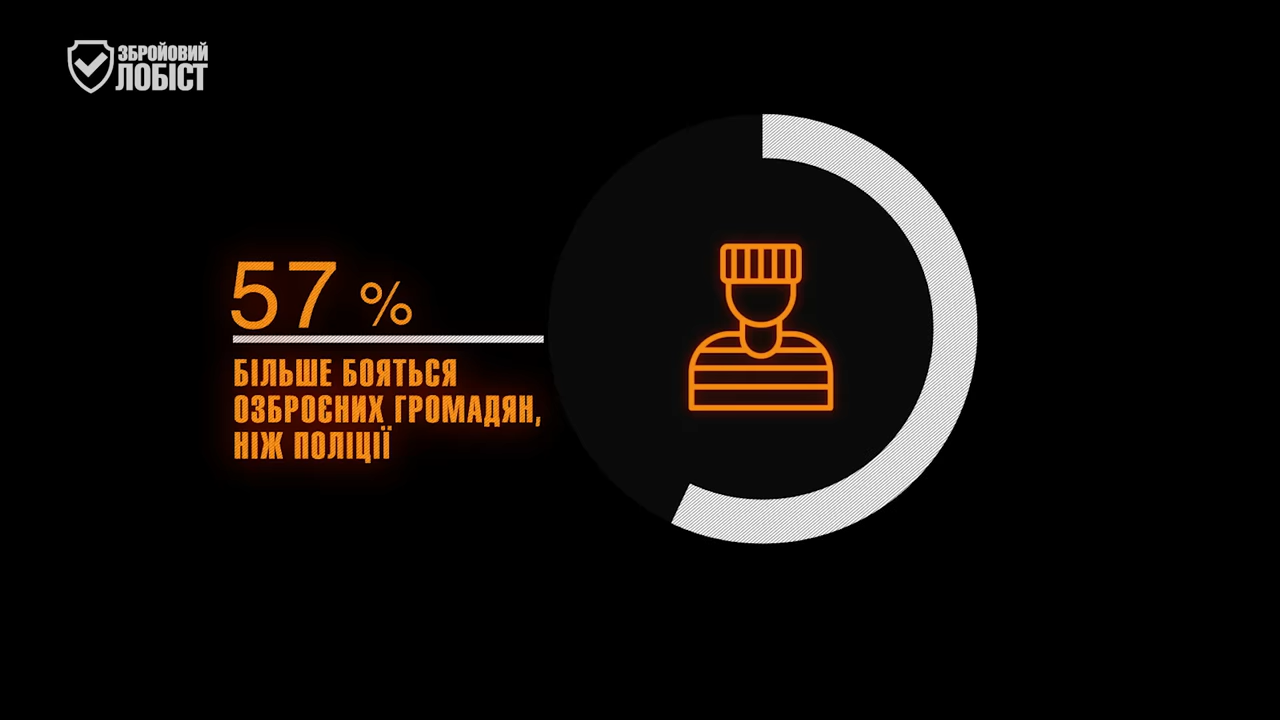 ЗБРОЙОВИЙ
ЛОБІСТ
57 %
БІЛЬШЕ БОЯТЬСЯ
ОЗБРОЄНИХ ГРОМАДЯН,
НІЖ ПОЛІЦІЇ